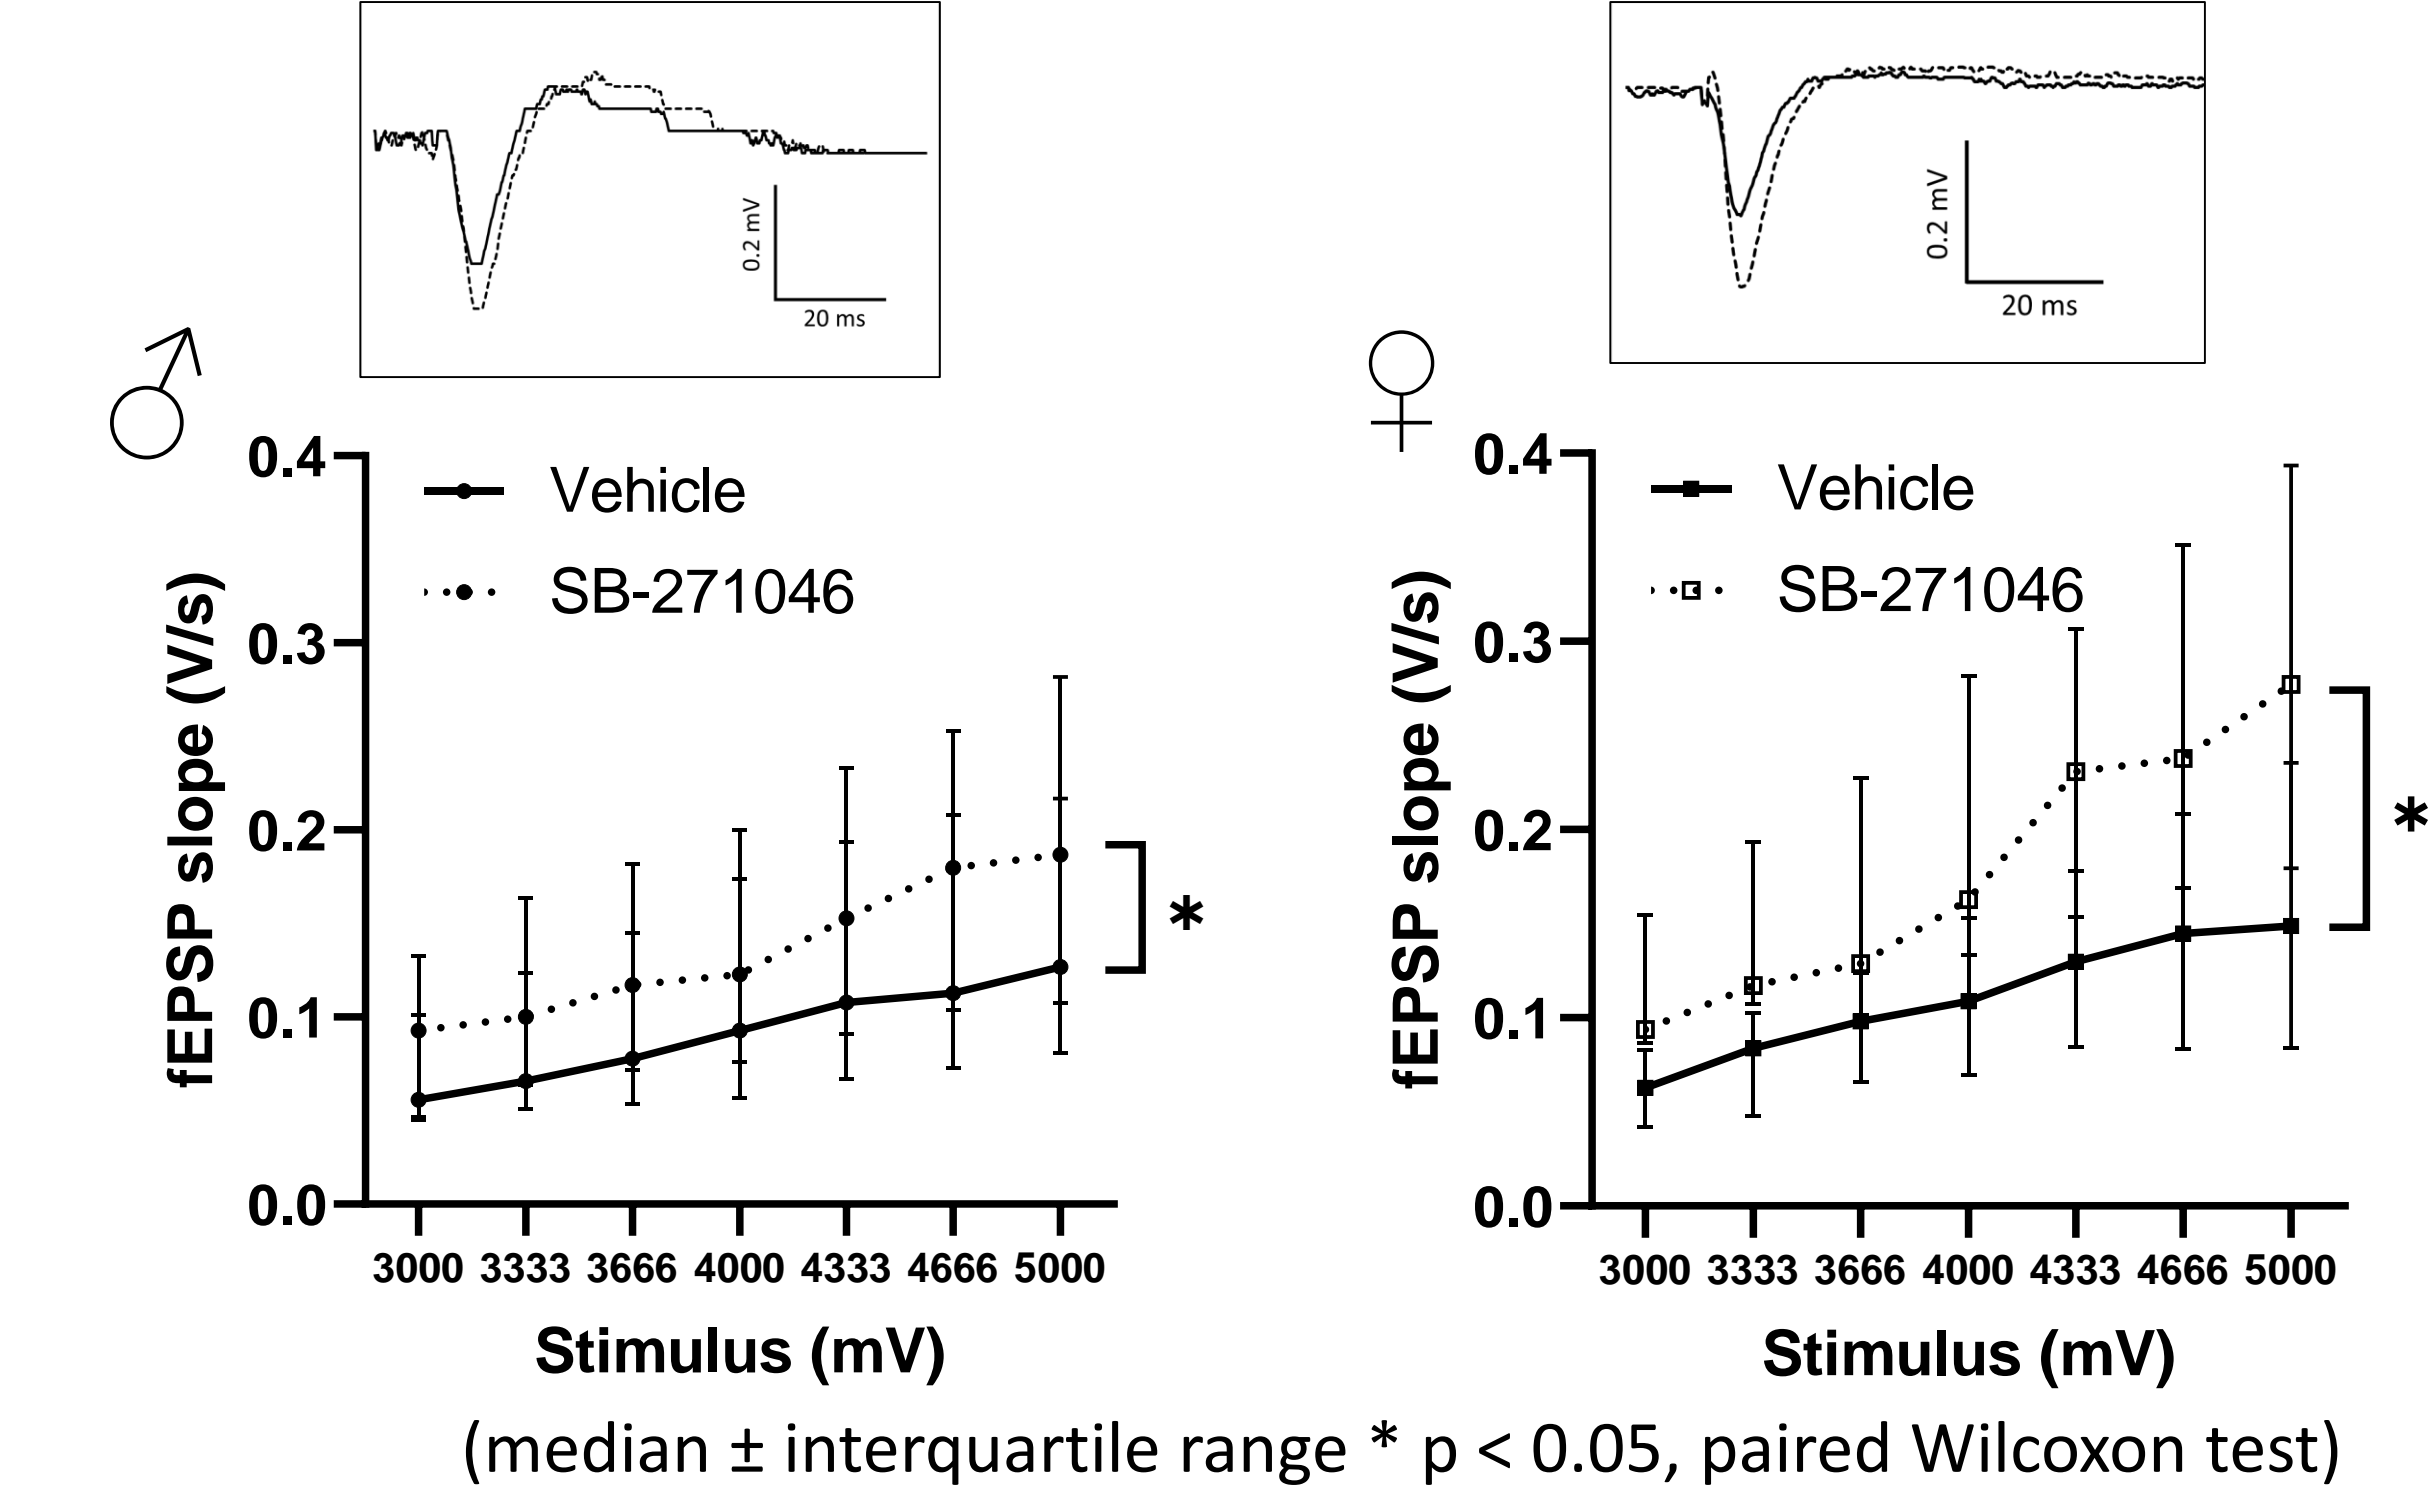 0.2 mV
20 ms
♂
0.4
0.3
0.2
0.1
0.0
fEPSP slope (V/s)
Vehicle
SB-271046
*
3000 3333 3666 4000 4333 4666 5000
Stimulus (mV)
0.2 mV
20 ms
♀
0.4
0.3
0.2
0.1
0.0
fEPSP slope (V/s)
Vehicle
SB-271046
*
3000 3333 3666 4000 4333 4666 5000
Stimulus (mV)
(median ± interquartile range * p < 0.05, paired Wilcoxon test)